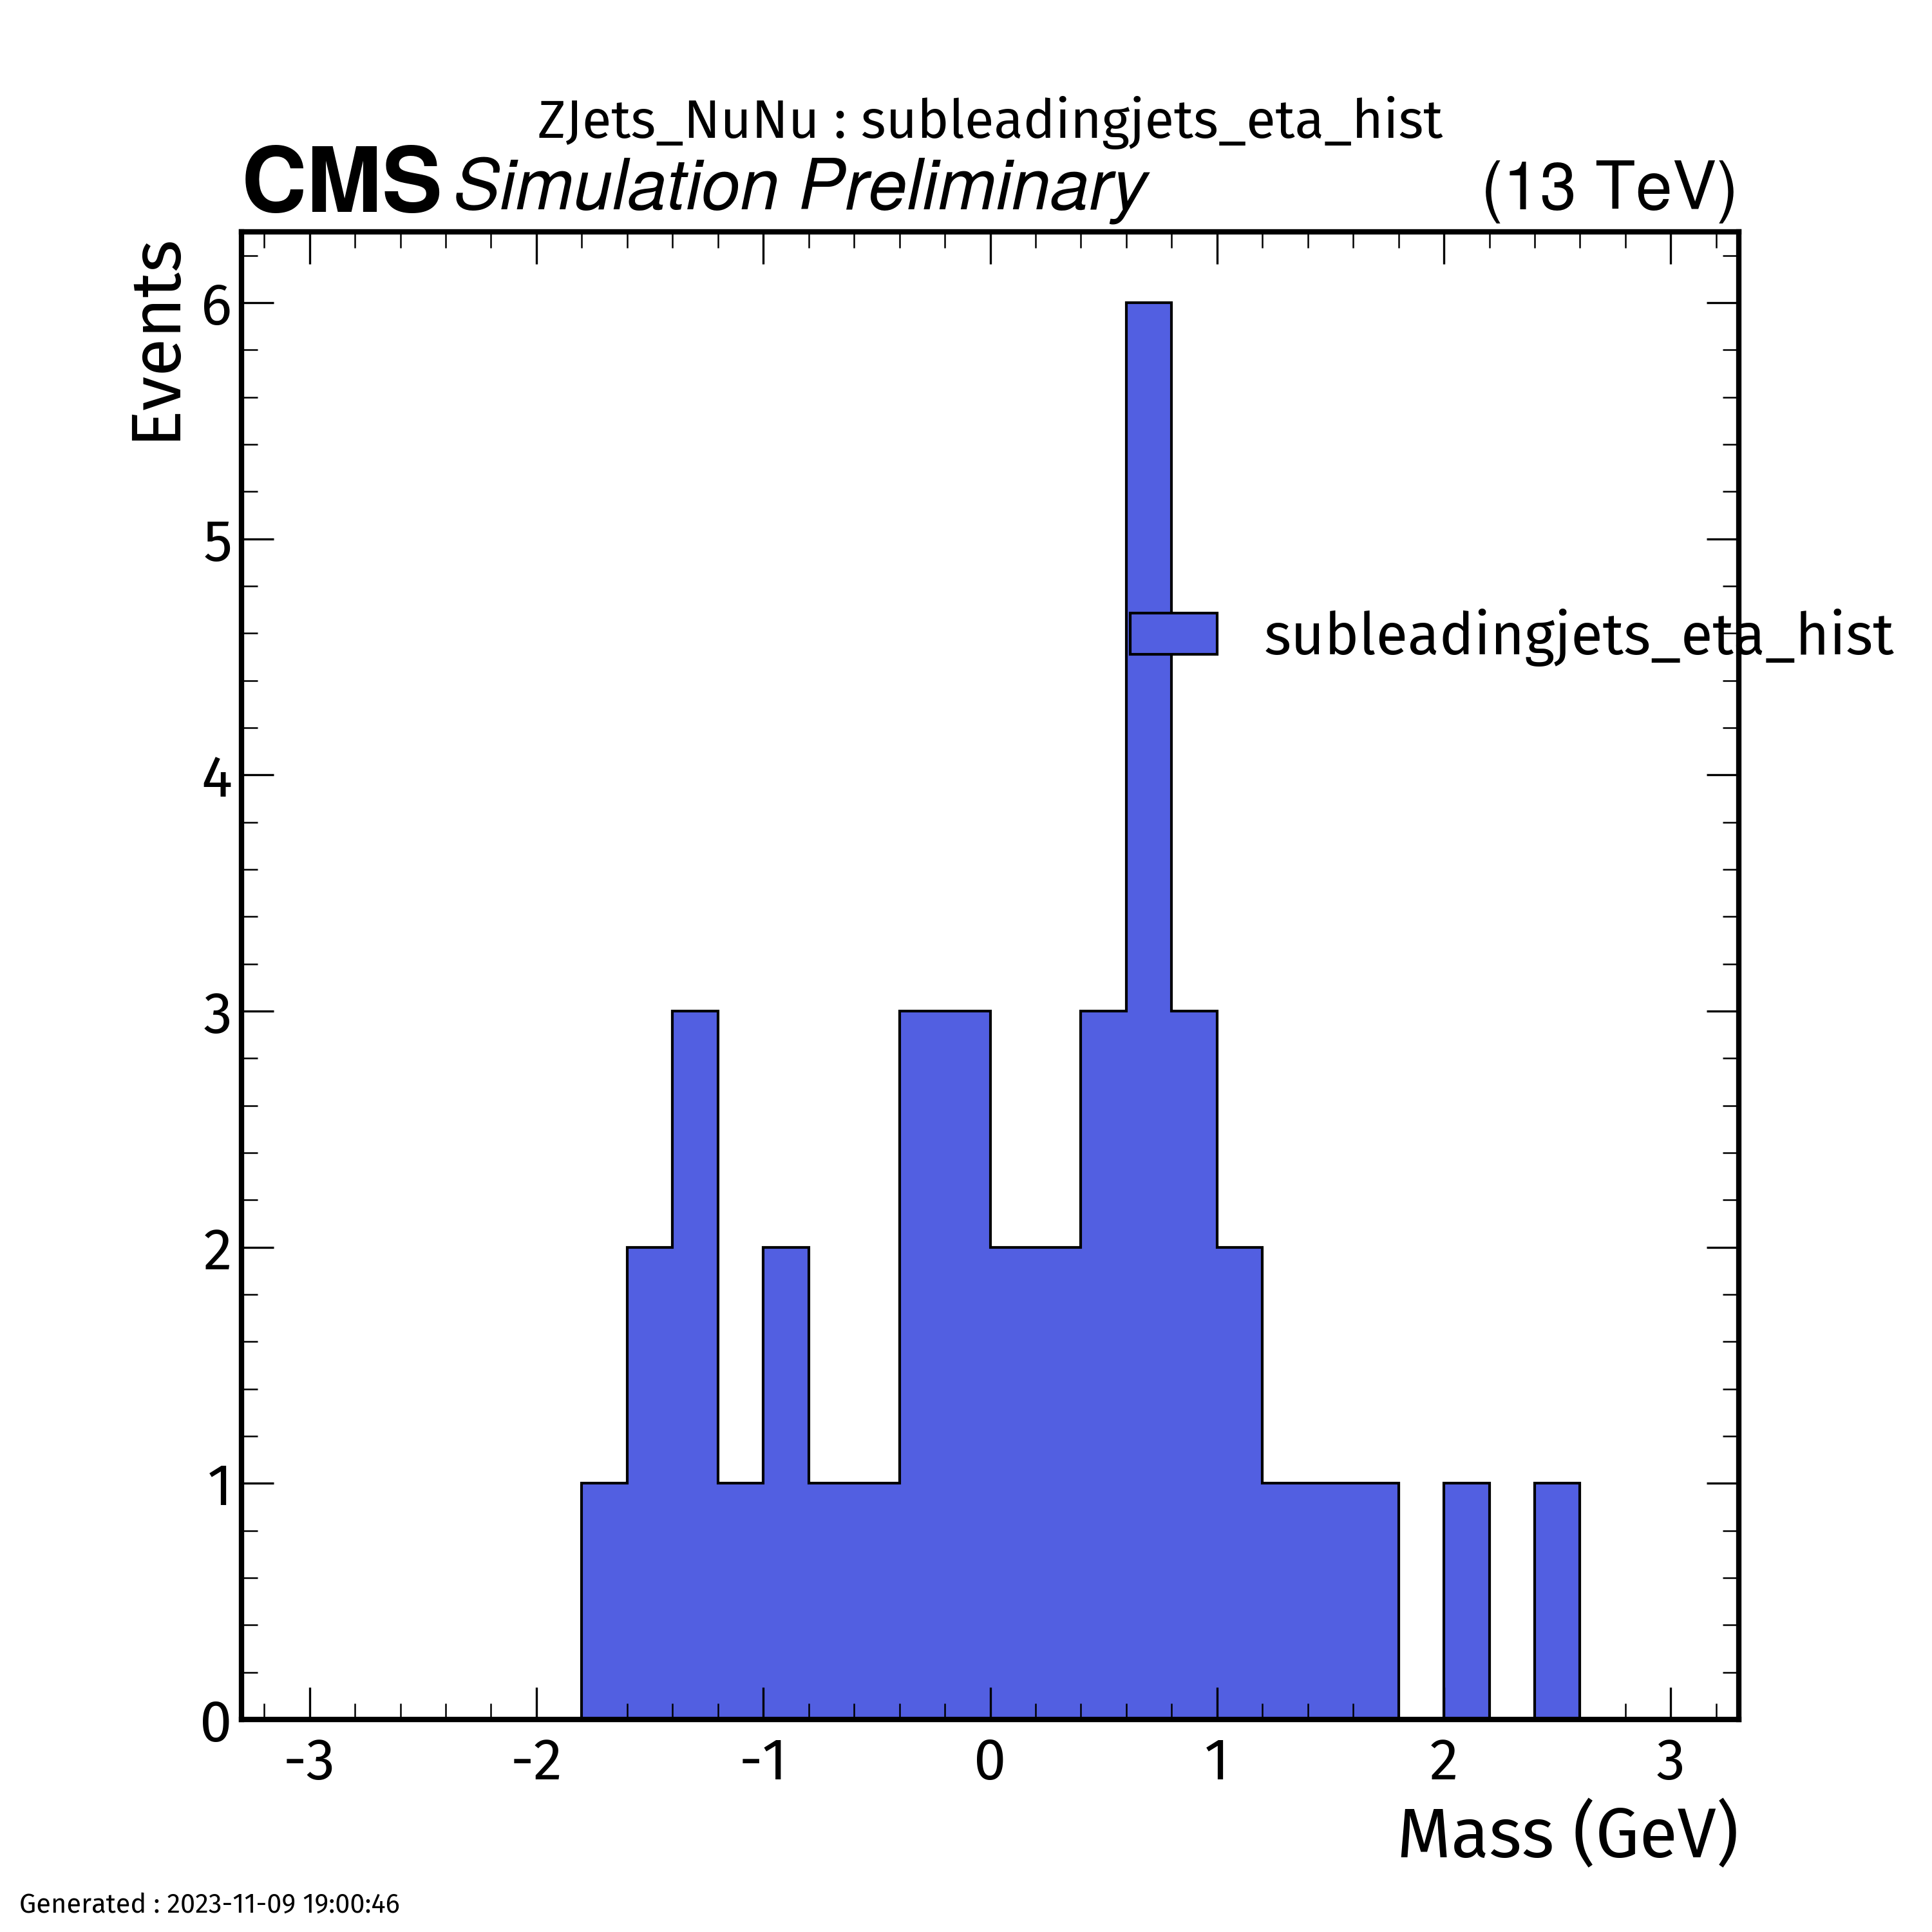 ZJets_NuNu : subleadingjets_eta_hist
CMS Simulation Preliminary (13 TeV)
Events
6
5
subleadingjets_eta_hist
4
3
2
1
0
-3 -2 -1 0 1 2 3
Mass (GeV)
Generated : 2023-11-09 19:00:46